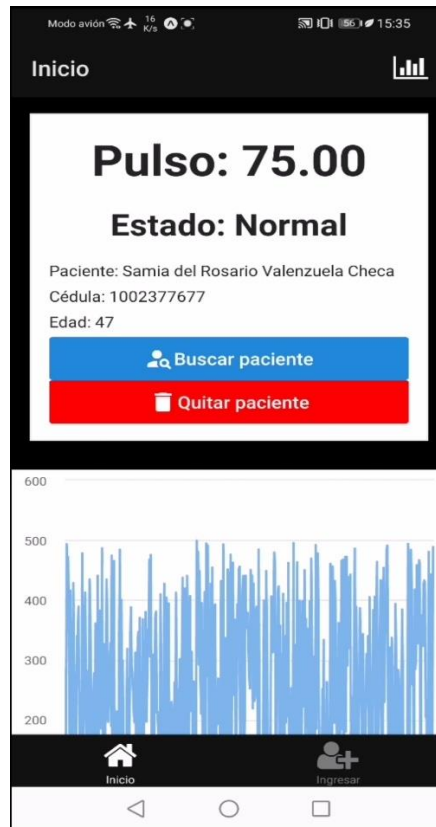 Modo avión 16 K/s 56 15:35
Inicio
Pulso: 75.00
Estado: Normal
Paciente: Samia del Rosario Valenzuela Checa
Cédula: 1002377677
Edad: 47
Buscar paciente
Quitar paciente
600
500
400
300
200
Inicio Ingresar